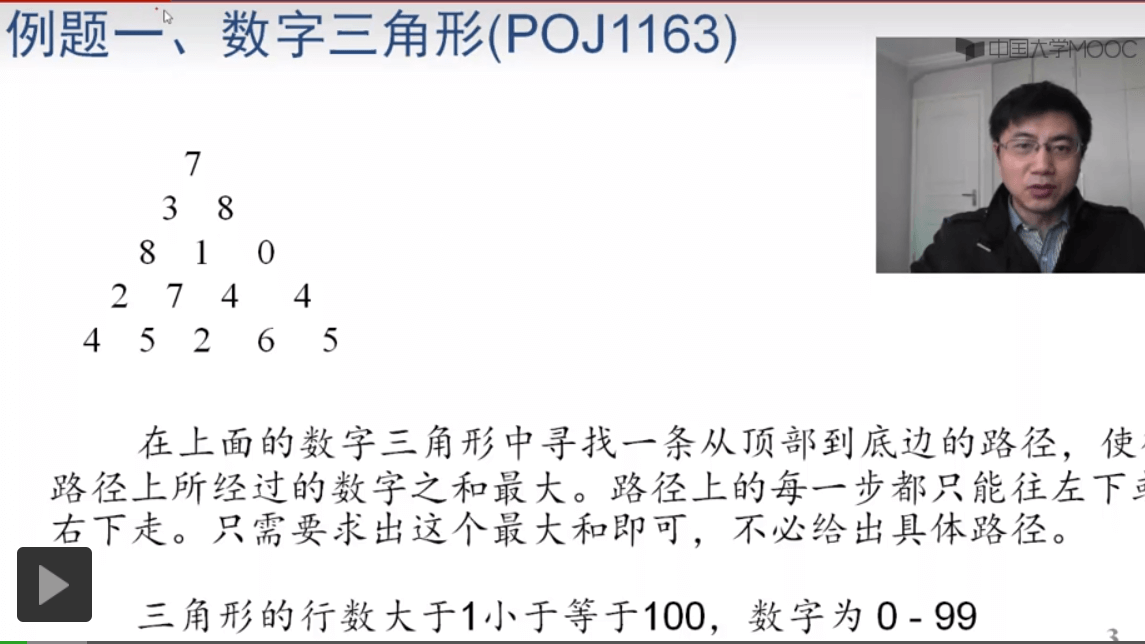 例题一、数字三角形(POJ1163)
中国大学MOOC
7
3 8
8 1 0
2 7 4 4
4 5 2 6 5
在上面的数字三角形中寻找一条从顶部到底边的路径，使
路径上所经过的数字之和最大。路径上的每一步都只能往左下
右下走。只需要求出这个最大和即可，不必给出具体路径。
三角形的行数大于1小于等于100，数字为 0 - 99
3